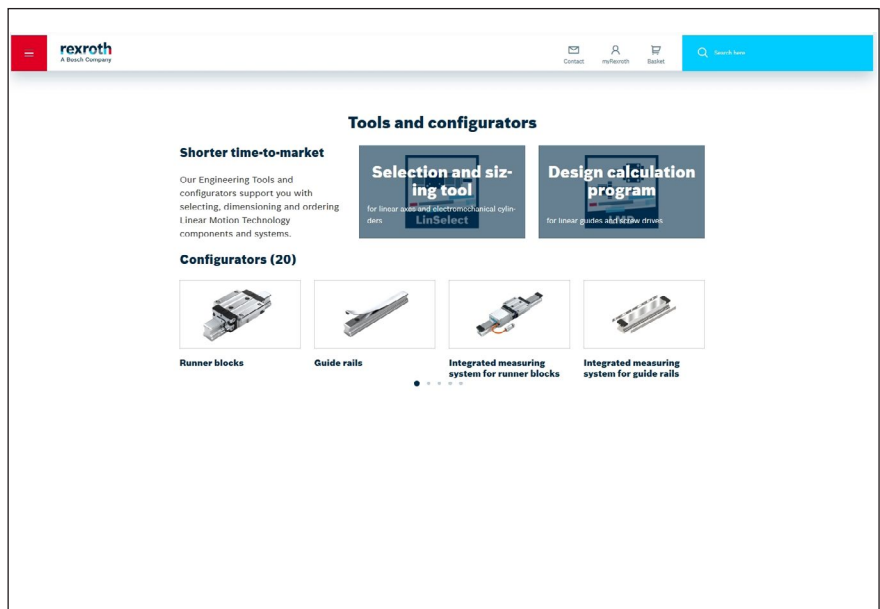 rexroth
A Bosch Company
Contact
myRexroth
Basket
Search here
Tools and configurators
Shorter time-to-market
Our Engineering Tools and
configurators support you with
selecting, dimensioning and ordering
Linear Motion Technology
components and systems.
Selection and siz-
ing tool
for linear axes and electromechanical cylin-
ders
LinSelect
Design calculation
program
for linear guides and screw drives
Configurators (20)
Runner blocks
Guide rails
Integrated measuring
system for runner blocks
Integrated measuring
system for guide rails